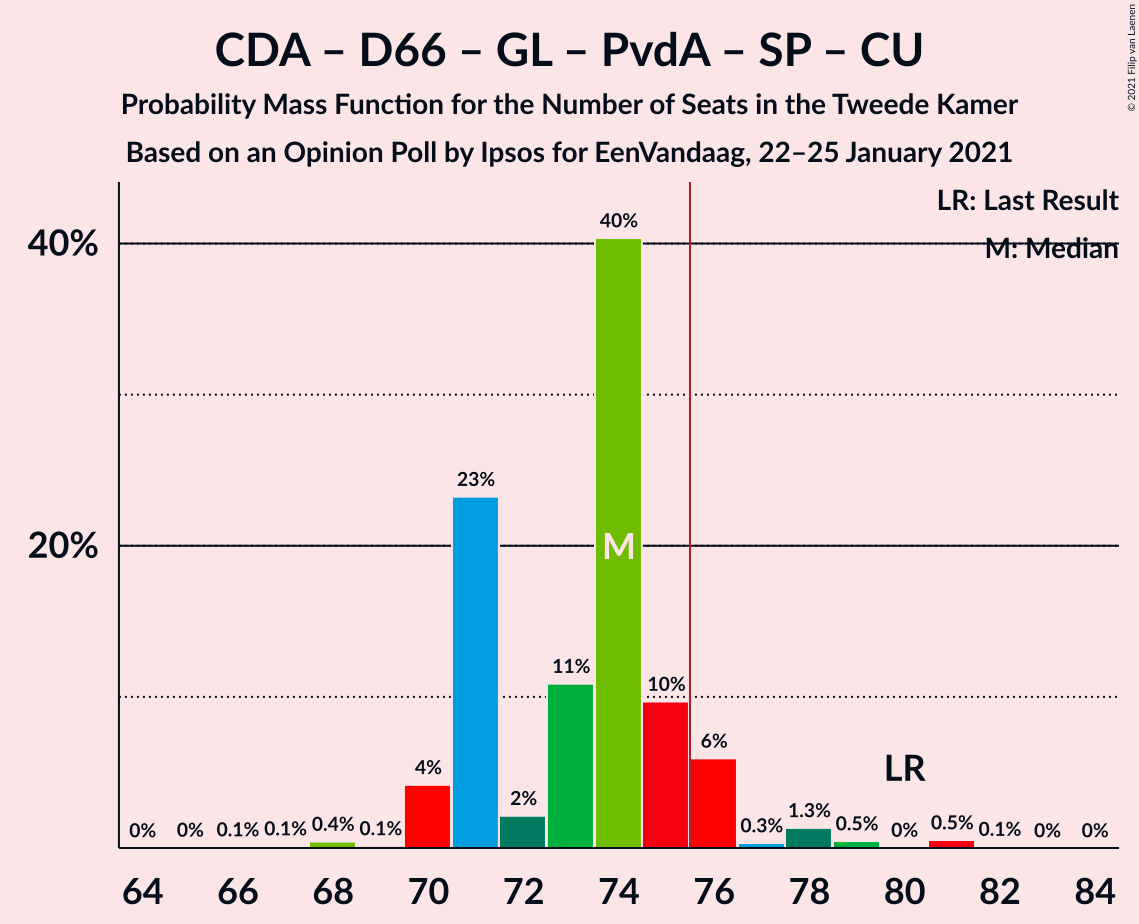 CDA – D66 – GL – PvdA – SP – CU
Probability Mass Function for the Number of Seats in the Tweede Kamer
Based on an Opinion Poll by Ipsos for EenVandaag, 22–25 January 2021
© 2021 Filip van Laenen
LR: Last Result
M: Median
40%
20%
0%
0%
0.1%
0.1%
0.4%
0.1%
4%
23%
2%
11%
40%
M
10%
6%
0.3%
1.3%
0.5%
LR
0%
0.5%
0.1%
0%
0%
64 66 68 70 72 74 76 78 80 82 84